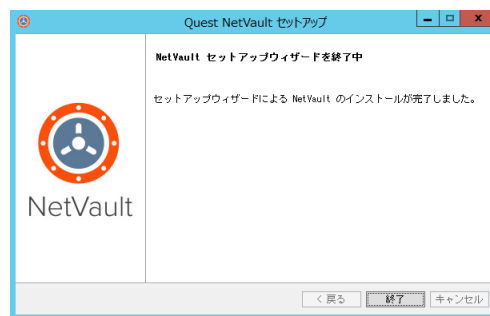 Quest NetVault セットアップ
NetVault セットアップウィザードを終了中
セットアップウィザードによる NetVault のインストールが完了しました。
NetVault
< 戻る 終了 キャンセル